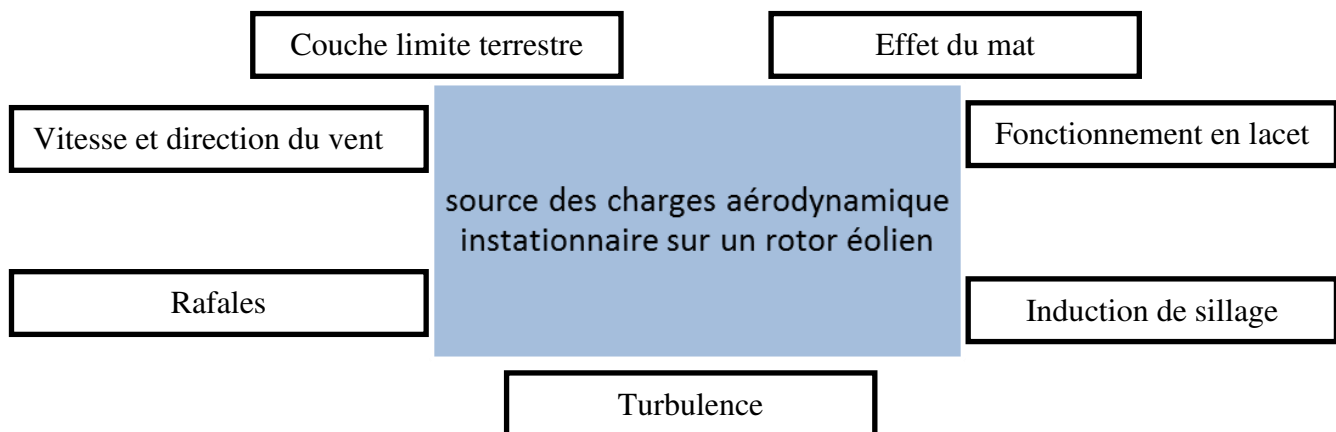 Couche limite terrestre
Effet du mat
Vitesse et direction du vent
Fonctionnement en lacet
source des charges aérodynamique
instationnaire sur un rotor éolien
Rafales
Induction de sillage
Turbulence